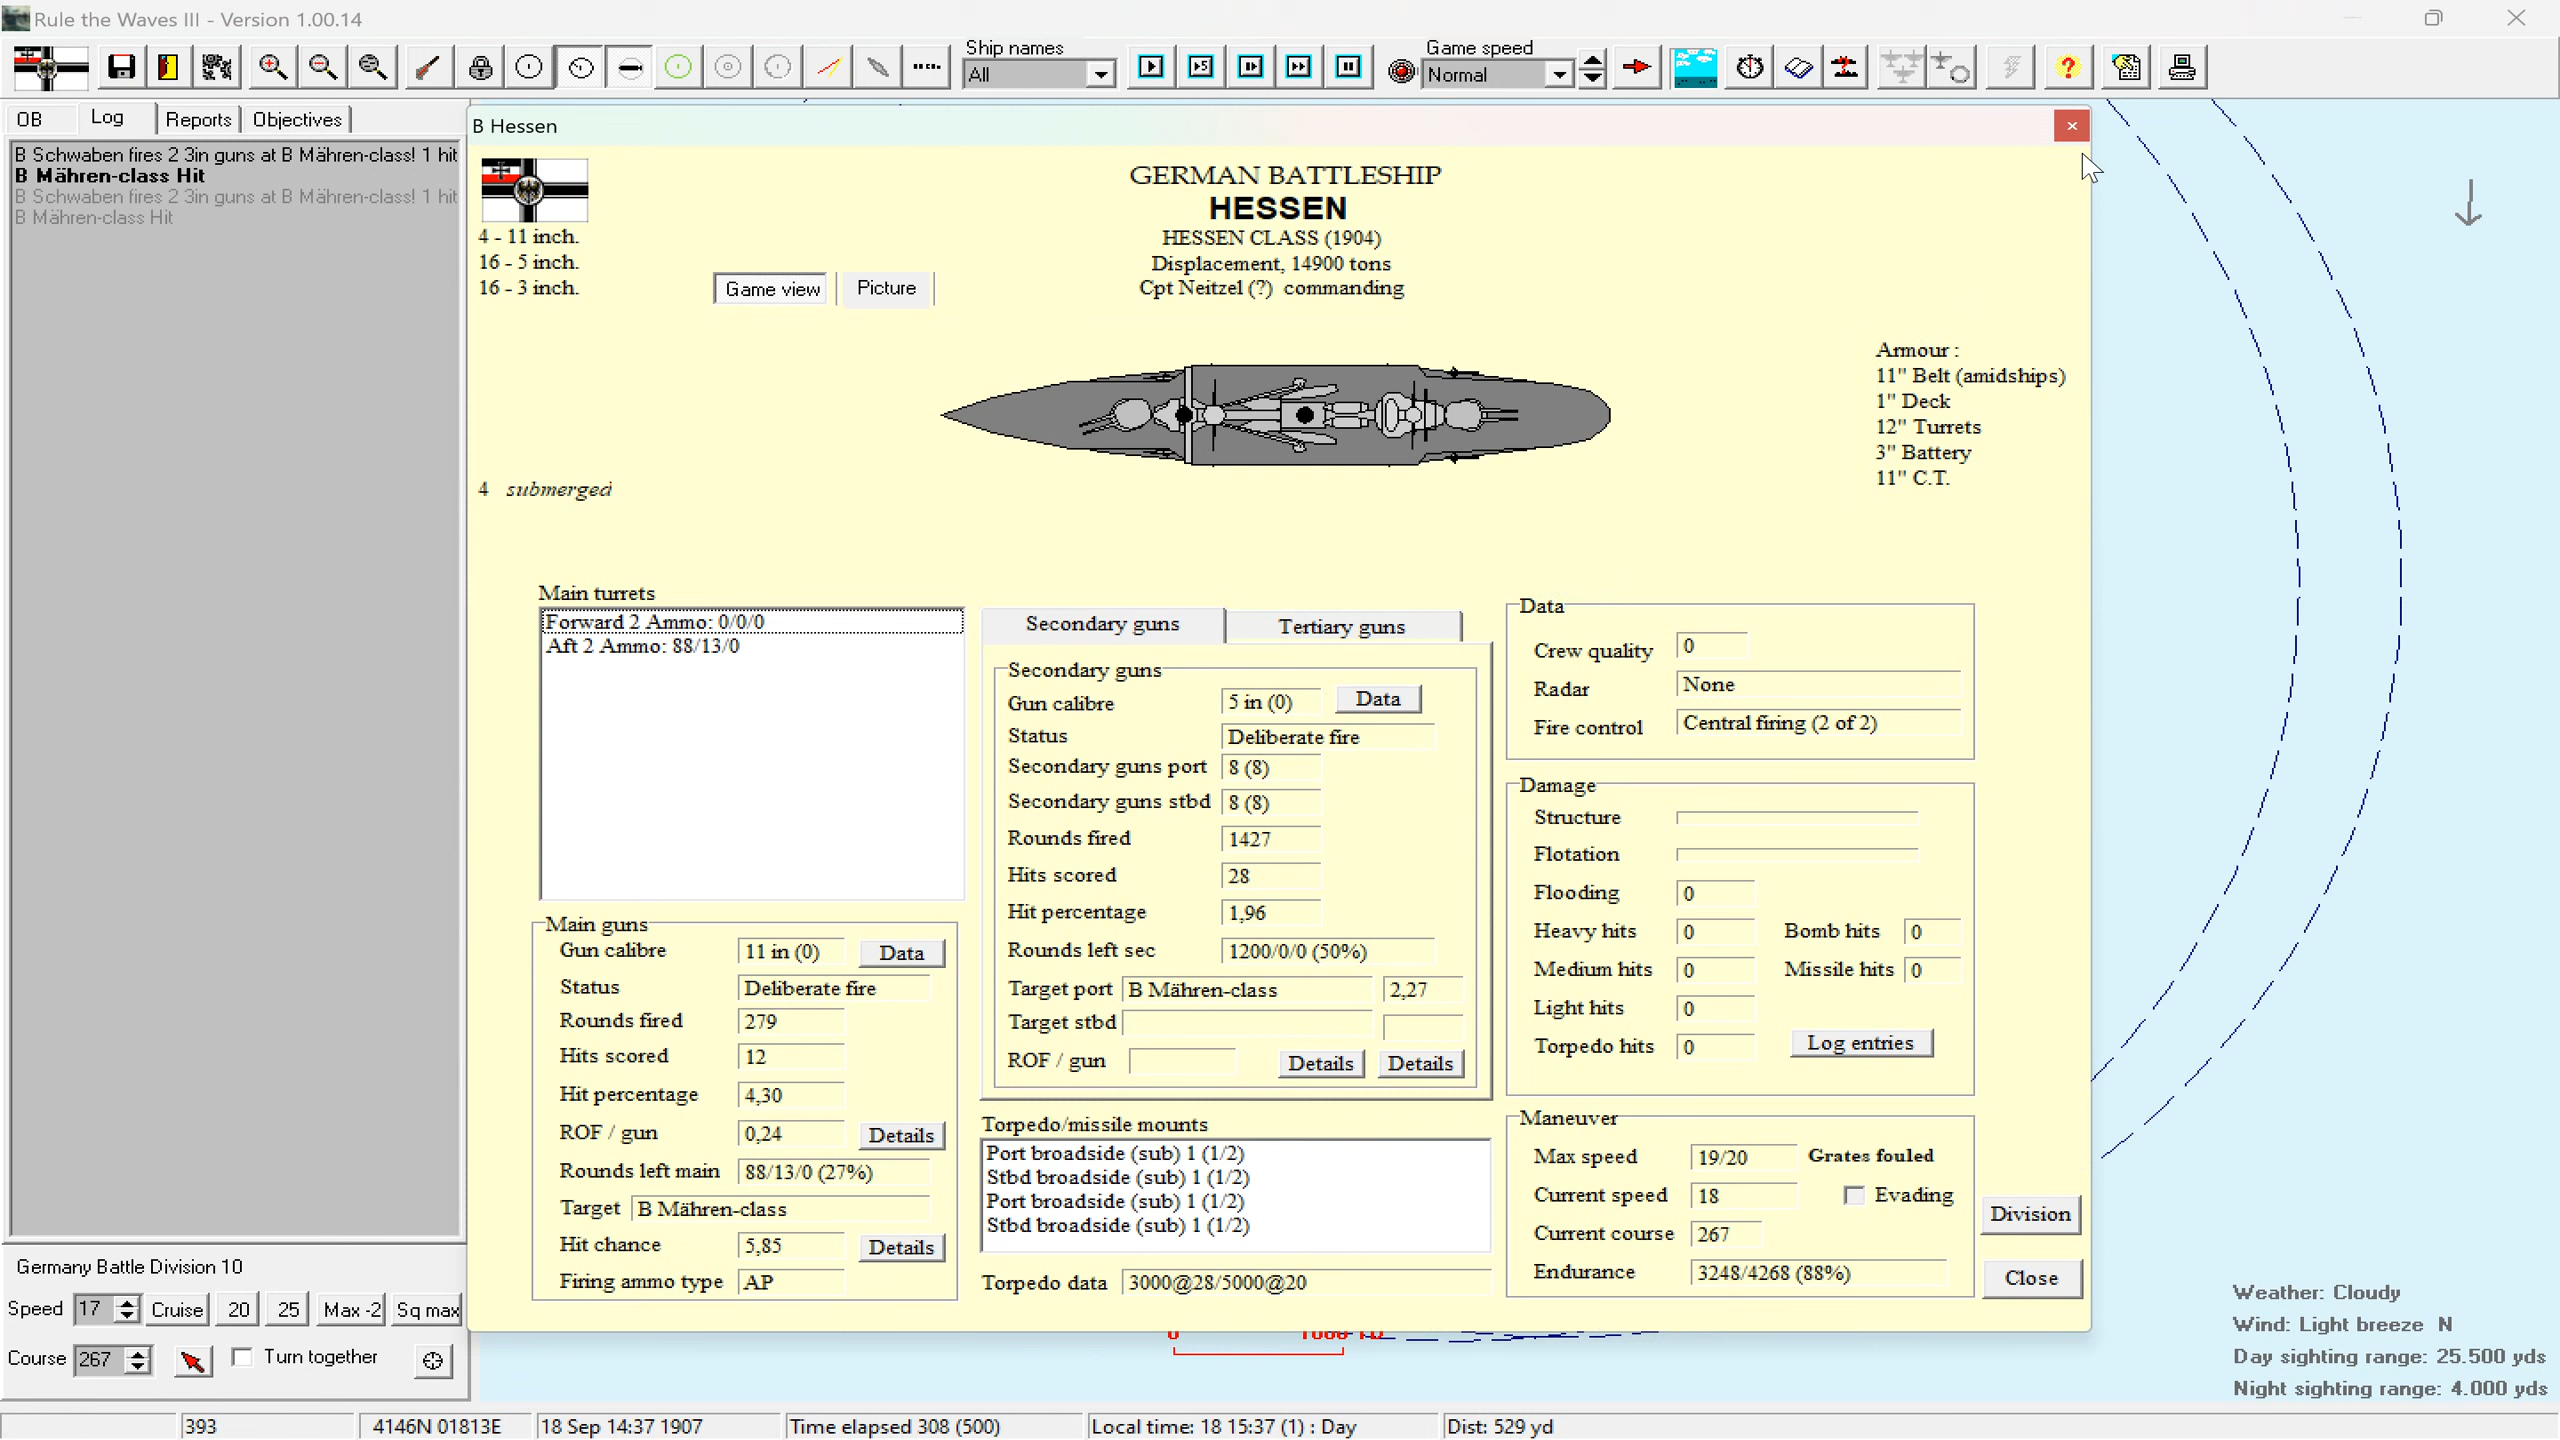 Rule the Waves III - Version 1.00.14
Ship names
All
Game speed
Normal
OB
Log
Reports
Objectives
B Schwaben fires 2 3in guns at B Mähren-class! 1 hit
B Mähren-class Hit
B Schwaben fires 2 3in guns at B Mähren-class! 1 hit
B Mähren-class Hit
B Hessen
4 - 11 inch.
16 - 5 inch.
16 - 3 inch.
Game view
Picture
GERMAN BATTLESHIP
HESSEN
HESSEN CLASS (1904)
Displacement, 14900 tons
Cpt Neitzel (?) commanding
Armour :
11" Belt (amidships)
1" Deck
12" Turrets
3" Battery
11" C.T.
4 submerged
Main turrets
Forward 2 Ammo: 0/0/0
Aft 2 Ammo: 88/13/0
Main guns
Gun calibre 11 in (0) Data
Status Deliberate fire
Rounds fired 279
Hits scored 12
Hit percentage 4,30
ROF / gun 0,24 Details
Rounds left main 88/13/0 (27%)
Target B Mähren-class
Hit chance 5,85 Details
Firing ammo type AP
Secondary guns
Tertiary guns
Secondary guns
Gun calibre 5 in (0) Data
Status Deliberate fire
Secondary guns port 8 (8)
Secondary guns stbd 8 (8)
Rounds fired 1427
Hits scored 28
Hit percentage 1,96
Rounds left sec 1200/0/0 (50%)
Target port B Mähren-class 2,27
Target stbd
ROF / gun Details Details
Torpedo/missile mounts
Port broadside (sub) 1 (1/2)
Stbd broadside (sub) 1 (1/2)
Port broadside (sub) 1 (1/2)
Stbd broadside (sub) 1 (1/2)
Torpedo data 3000@28/5000@20
Data
Crew quality 0
Radar None
Fire control Central firing (2 of 2)
Damage
Structure
Flotation
Flooding 0
Heavy hits 0 Bomb hits 0
Medium hits 0 Missile hits 0
Light hits 0
Torpedo hits 0 Log entries
Maneuver
Max speed 19/20 Grates fouled
Current speed 18 Evading
Current course 267
Endurance 3248/4268 (88%)
Division
Close
Germany Battle Division 10
Speed 17 Cruise 20 25 Max -2 Sq max
Course 267 Turn together
Weather: Cloudy
Wind: Light breeze N
Day sighting range: 25.500 yds
Night sighting range: 4.000 yds
393
4146N 01813E
18 Sep 14:37 1907
Time elapsed 308 (500)
Local time: 18 15:37 (1) : Day
Dist: 529 yd